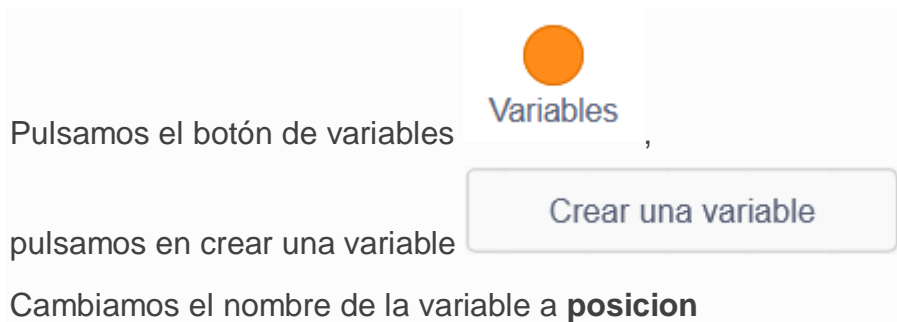 Variables
Pulsamos el botón de variables ,
Crear una variable
pulsamos en crear una variable
Cambiamos el nombre de la variable a posicion